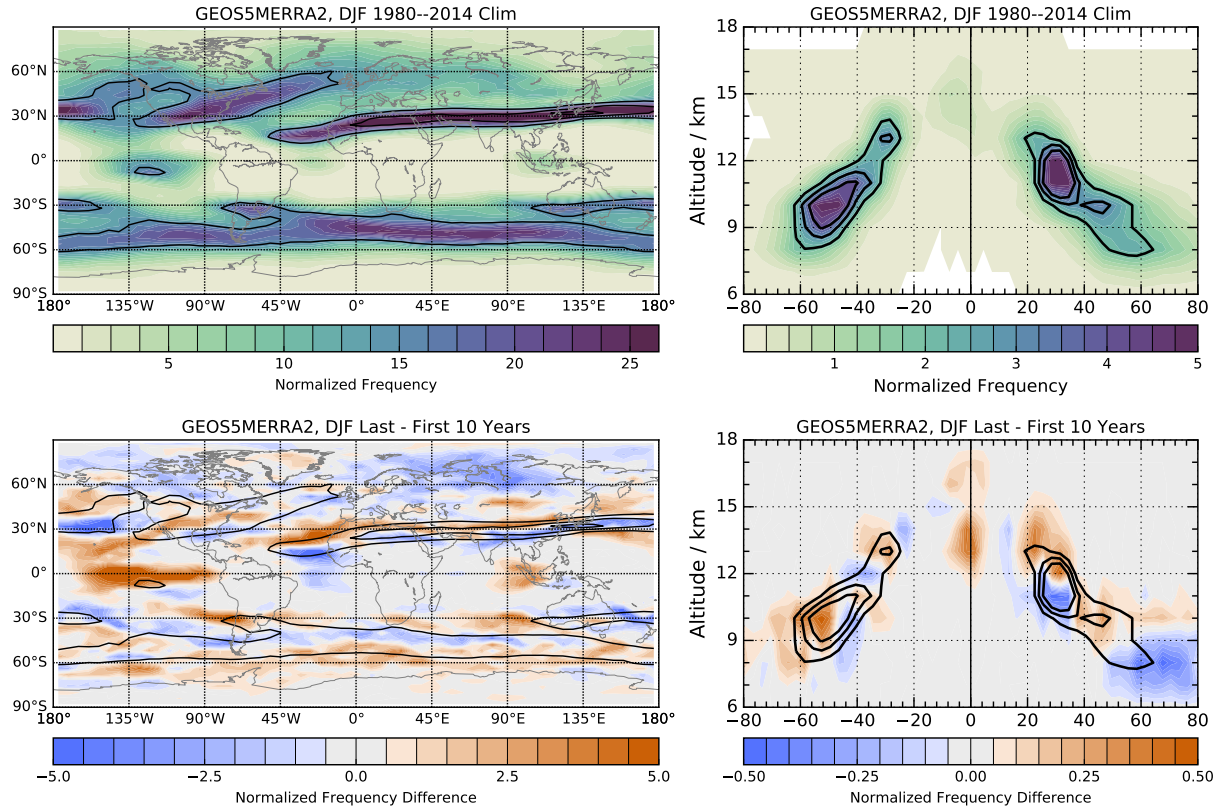 GEOS5MERRA2, DJF 1980--2014 Clim
60°N
30°N
0°
30°S
60°S
90°S
180° 135°W 90°W 45°W 0° 45°E 90°E 135°E 180°
5 10 15 20 25
Normalized Frequency
GEOS5MERRA2, DJF 1980--2014 Clim
Altitude / km
18
15
12
9
6
−80 −60 −40 −20 0 20 40 60 80
1 2 3 4 5
Normalized Frequency
GEOS5MERRA2, DJF Last - First 10 Years
60°N
30°N
0°
30°S
60°S
90°S
180° 135°W 90°W 45°W 0° 45°E 90°E 135°E 180°
−5.0 −2.5 0.0 2.5 5.0
Normalized Frequency Difference
GEOS5MERRA2, DJF Last - First 10 Years
Altitude / km
18
15
12
9
6
−80 −60 −40 −20 0 20 40 60 80
−0.50 −0.25 0.00 0.25 0.50
Normalized Frequency Difference